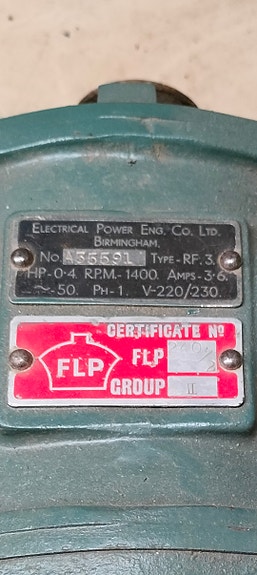 ELECTRICAL POWER ENG. CO. LTD.
BIRMINGHAM.
No. A35591 TYPE-RF.3.
HP-0·4. R.P.M.-1400. AMPS-3·6.
~-50. PH-1. V-220/230.
CERTIFICATE Nº
FLP FLP
GROUP II